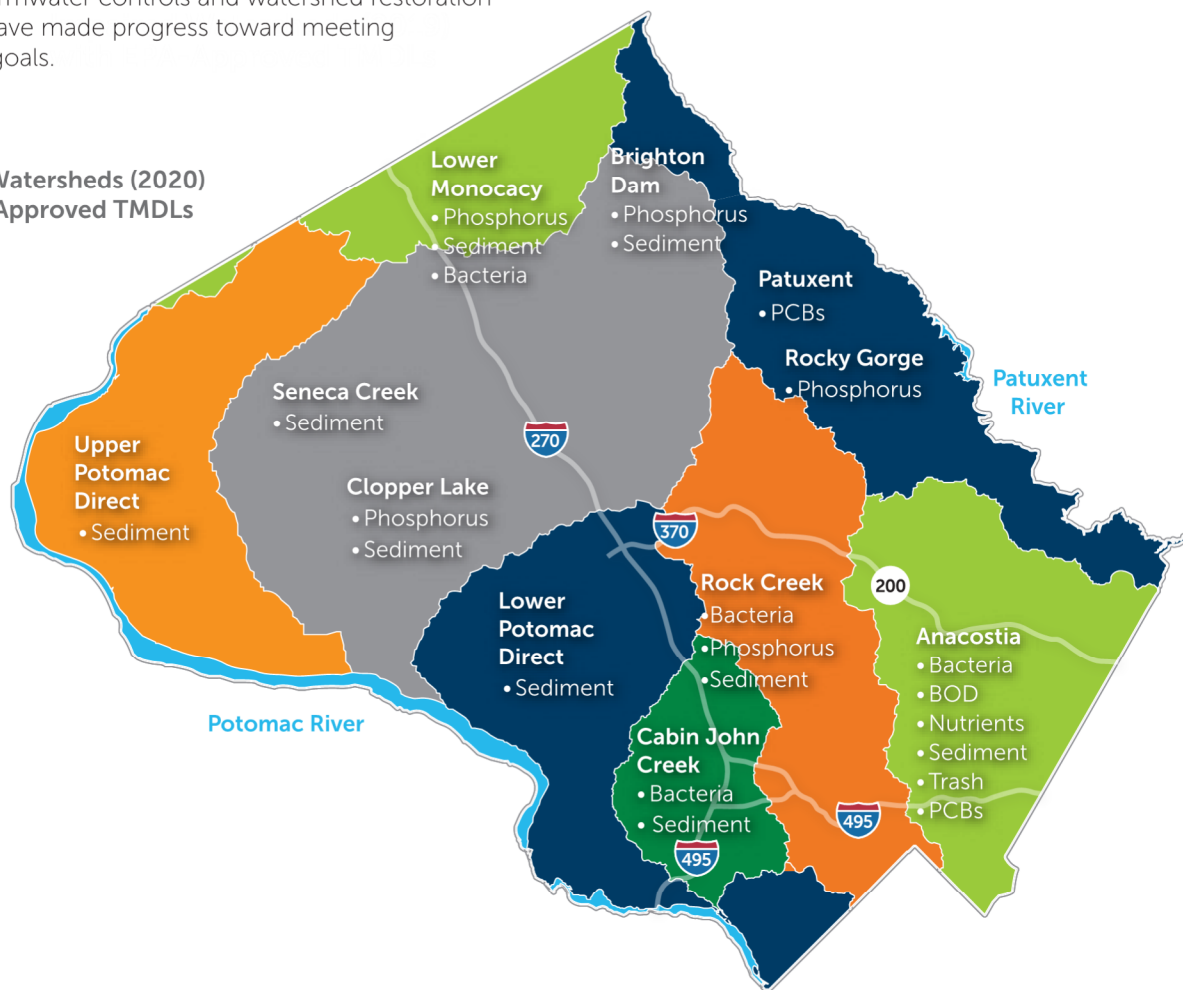 ave made progress toward meeting
goals.
Watersheds (2020)
Approved TMDLs
Lower
Monocacy
• Phosphorus
• Sediment
• Bacteria
Brighton
Dam
• Phosphorus
• Sediment
Patuxent
• PCBs
Rocky Gorge
• Phosphorus
Patuxent
River
Seneca Creek
• Sediment
270
Upper
Potomac
Direct
• Sediment
Clopper Lake
• Phosphorus
• Sediment
370
200
Rock Creek
• Bacteria
• Phosphorus
• Sediment
Lower
Potomac
Direct
• Sediment
Anacostia
• Bacteria
• BOD
• Nutrients
• Sediment
• Trash
• PCBs
Potomac River
Cabin John
Creek
• Bacteria
• Sediment
495
495